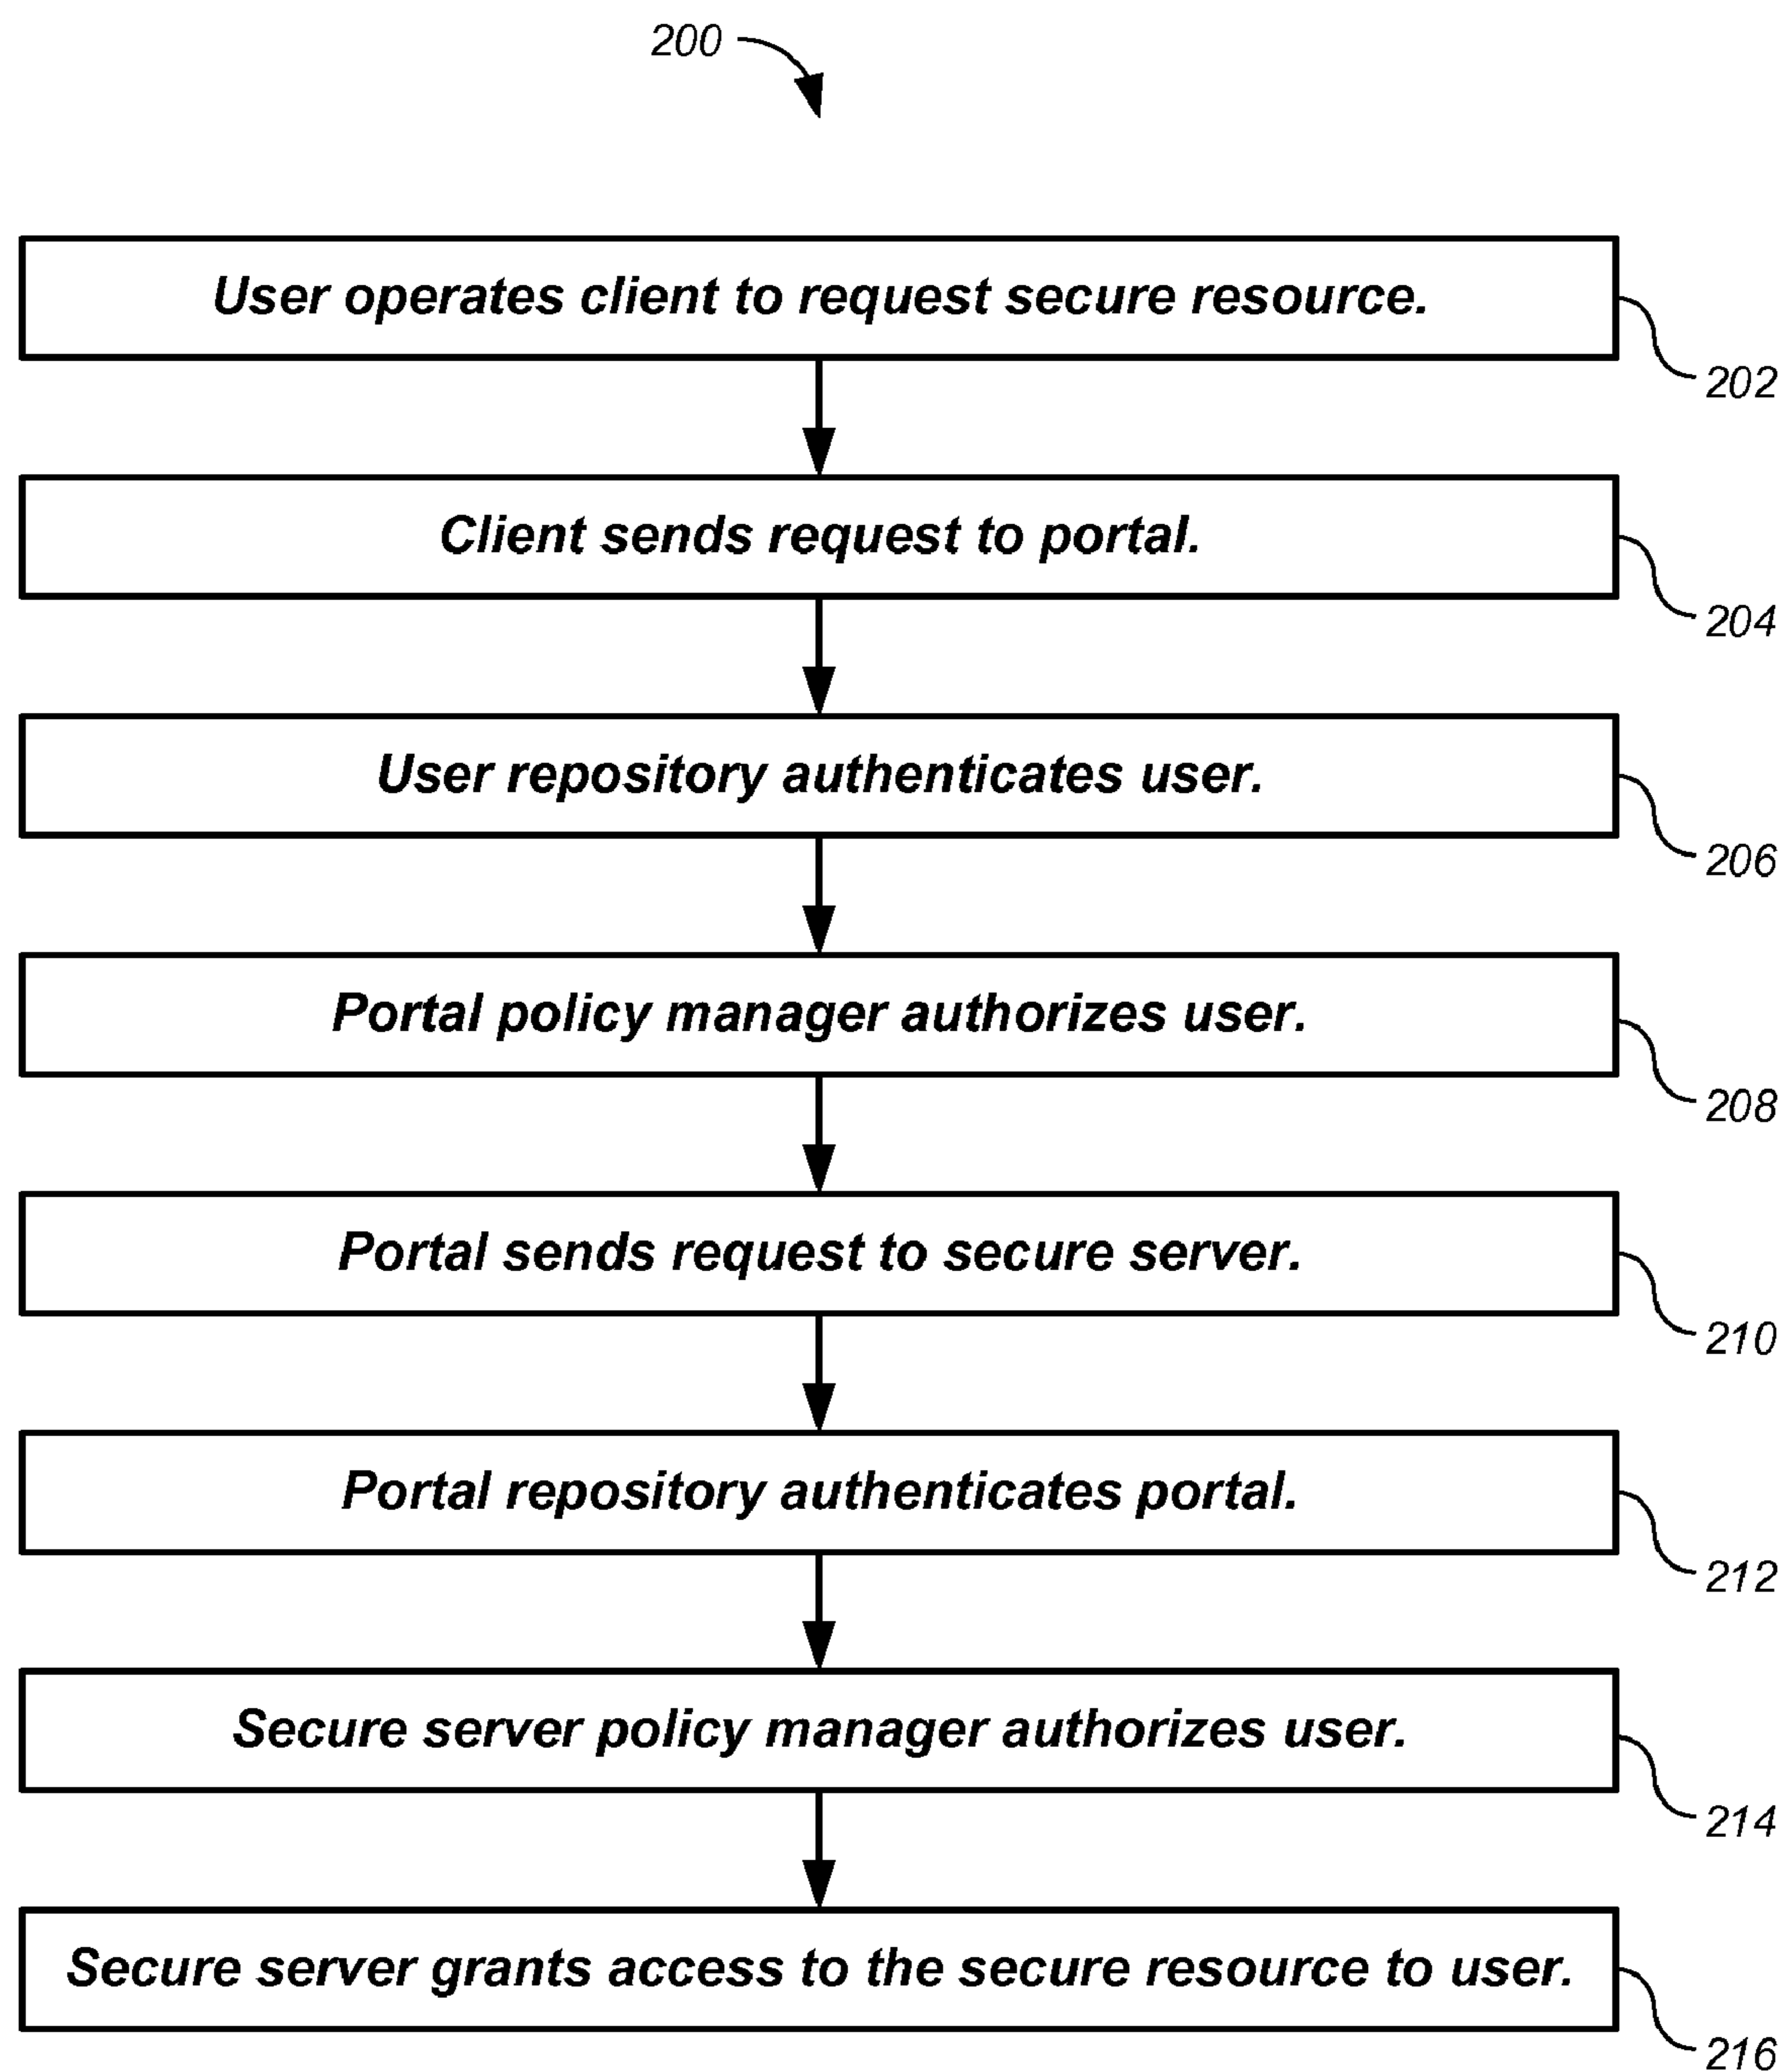 200
User operates client to request secure resource.
202
Client sends request to portal.
204
User repository authenticates user.
206
Portal policy manager authorizes user.
208
Portal sends request to secure server.
210
Portal repository authenticates portal.
212
Secure server policy manager authorizes user.
214
Secure server grants access to the secure resource to user.
216